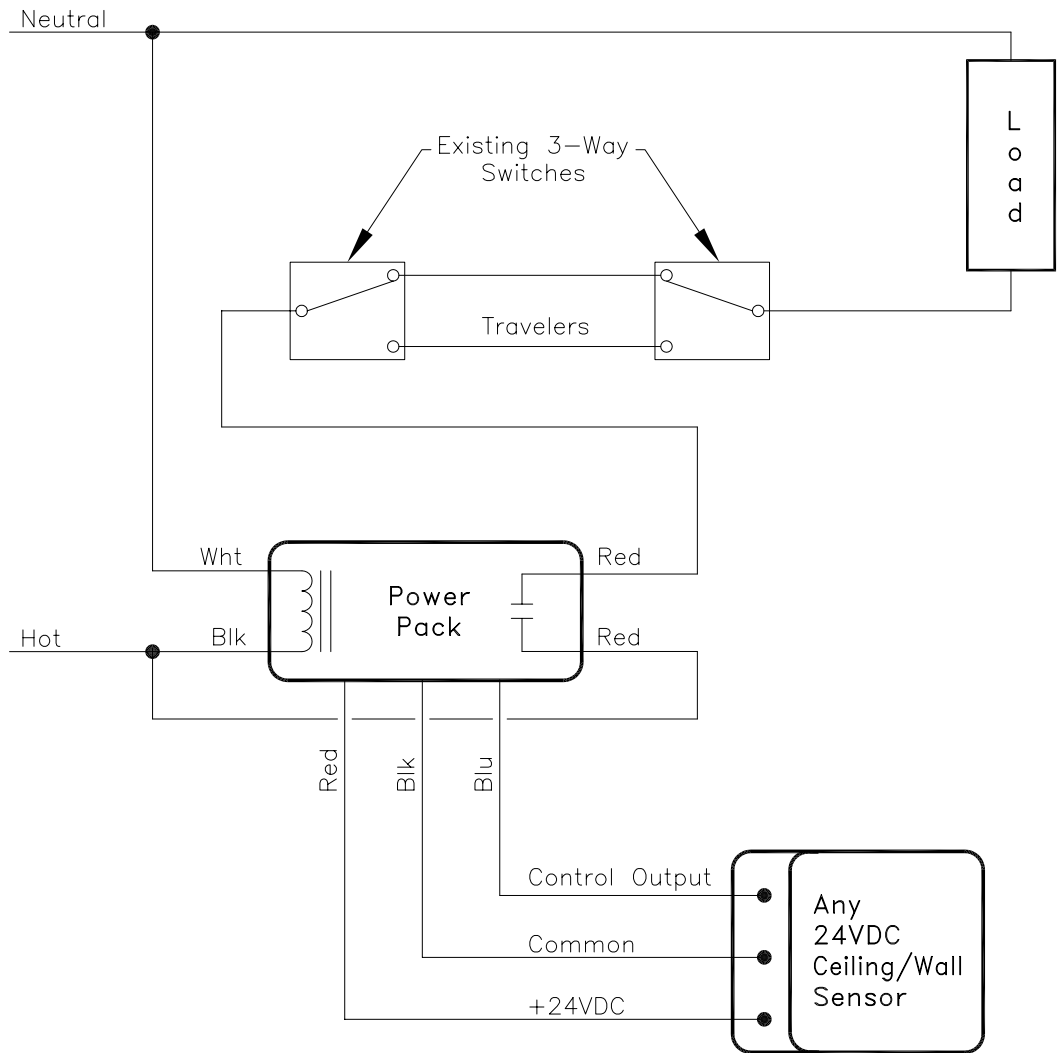 Neutral
L
o
a
d
Existing 3-Way
Switches
Travelers
Wht
Red
Power
Pack
Hot
Blk
Red
Red
Blk
Blu
Control Output
Common
+24VDC
Any
24VDC
Ceiling/Wall
Sensor